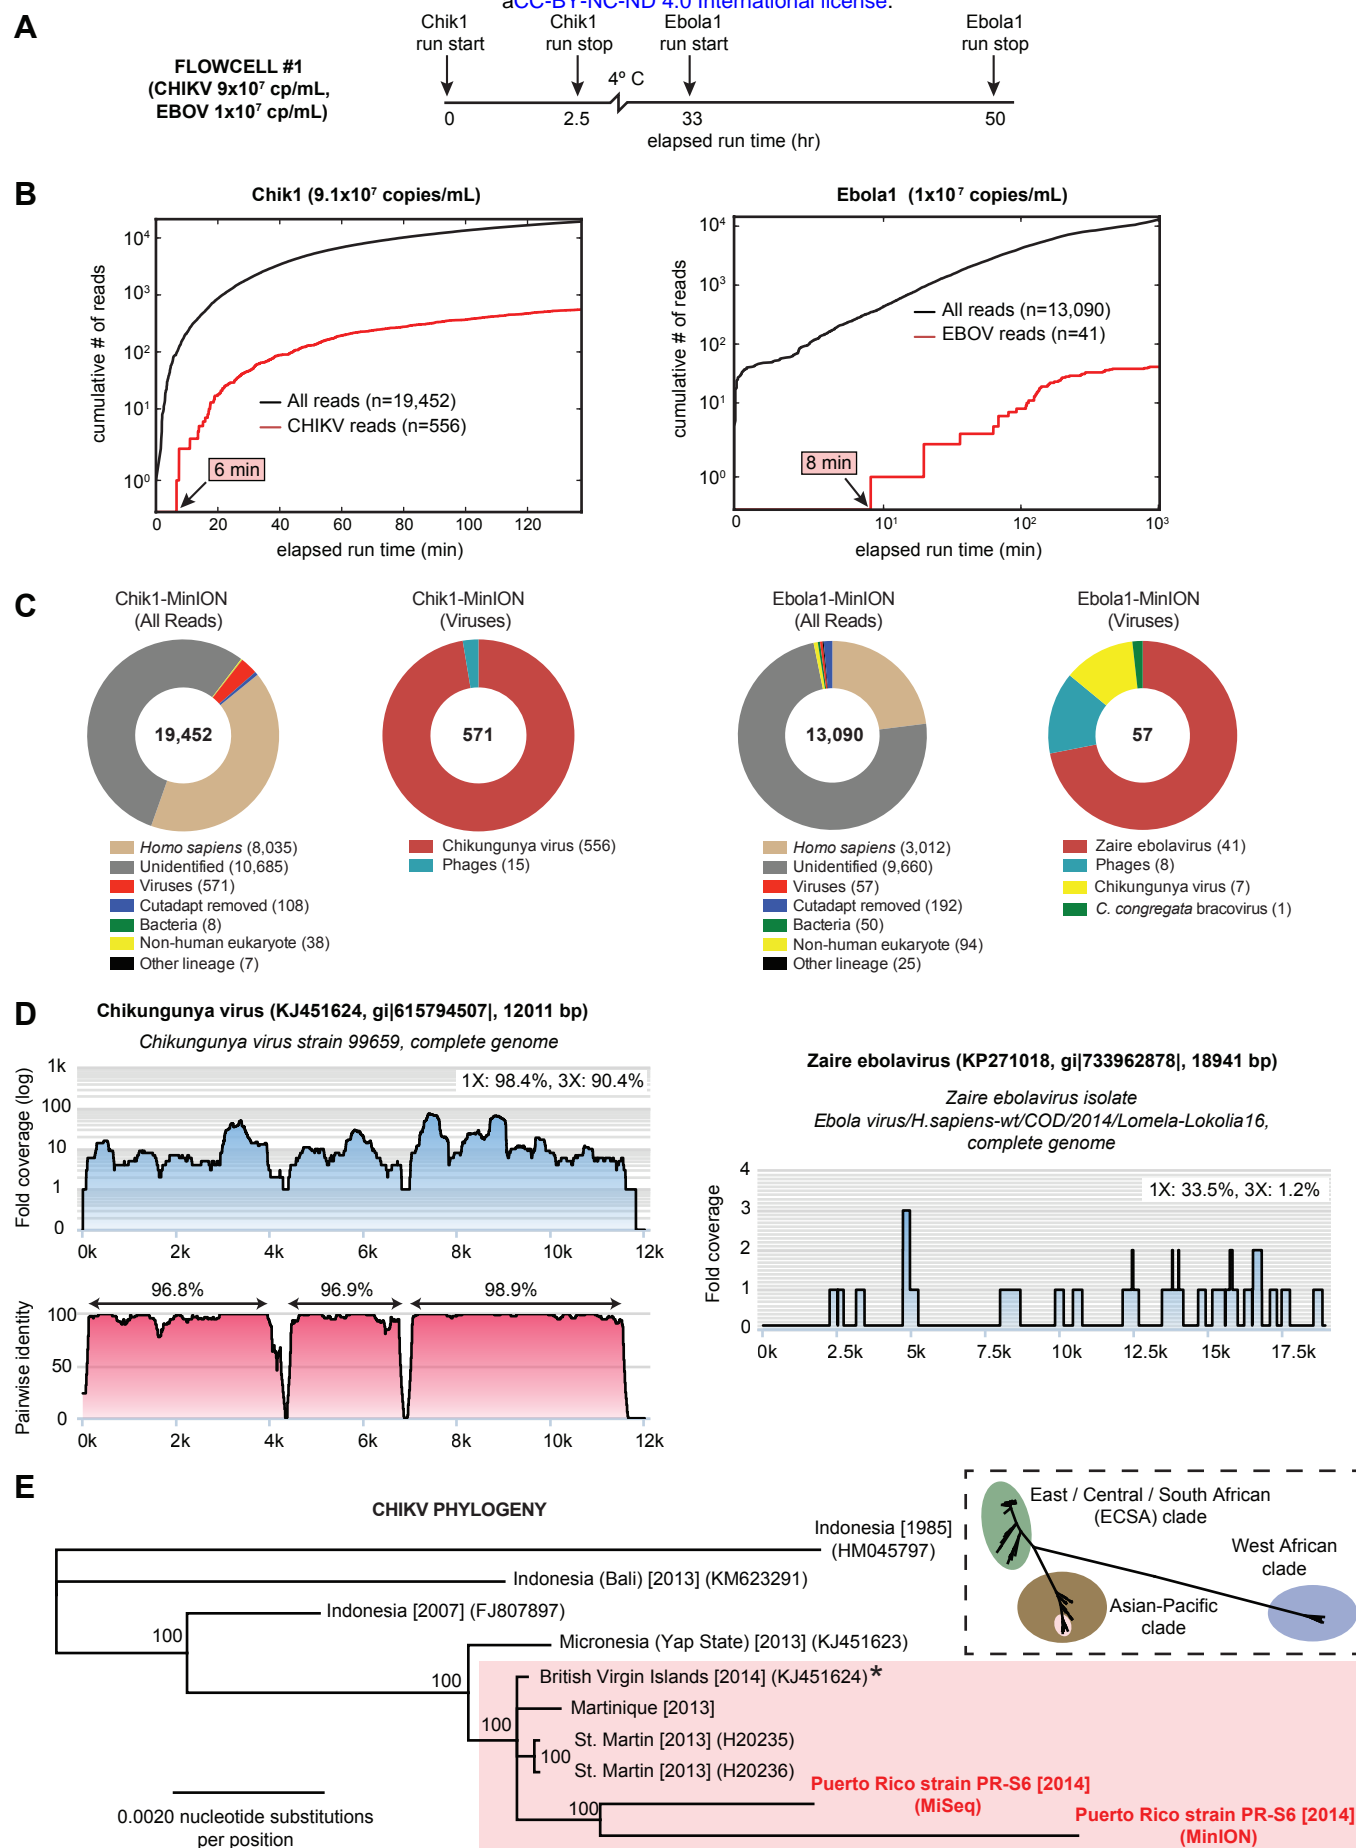 aCC-BY-NC-ND 4.0 International license.
A
FLOWCELL #1
(CHIKV 9x10⁷ cp/mL,
EBOV 1x10⁷ cp/mL)
Chik1
run start
Chik1
run stop
Ebola1
run start
Ebola1
run stop
4º C
0 2.5 33 50
elapsed run time (hr)
B
Chik1 (9.1x10⁷ copies/mL)
cumulative # of reads
10⁴
10³
10²
10¹
10⁰
All reads (n=19,452)
CHIKV reads (n=556)
6 min
0 20 40 60 80 100 120
elapsed run time (min)
Ebola1 (1x10⁷ copies/mL)
cumulative # of reads
10⁴
10³
10²
10¹
10⁰
All reads (n=13,090)
EBOV reads (n=41)
8 min
0 10¹ 10² 10³
elapsed run time (min)
C
Chik1-MinION
(All Reads)
19,452
Homo sapiens (8,035)
Unidentified (10,685)
Viruses (571)
Cutadapt removed (108)
Bacteria (8)
Non-human eukaryote (38)
Other lineage (7)
Chik1-MinION
(Viruses)
571
Chikungunya virus (556)
Phages (15)
Ebola1-MinION
(All Reads)
13,090
Homo sapiens (3,012)
Unidentified (9,660)
Viruses (57)
Cutadapt removed (192)
Bacteria (50)
Non-human eukaryote (94)
Other lineage (25)
Ebola1-MinION
(Viruses)
57
Zaire ebolavirus (41)
Phages (8)
Chikungunya virus (7)
C. congregata bracovirus (1)
D
Chikungunya virus (KJ451624, gi|615794507|, 12011 bp)
Chikungunya virus strain 99659, complete genome
Fold coverage (log)
1k
100
10
1
0
1X: 98.4%, 3X: 90.4%
0k 2k 4k 6k 8k 10k 12k
96.8% 96.9% 98.9%
Pairwise identity
100
50
0
0k 2k 4k 6k 8k 10k 12k
Zaire ebolavirus (KP271018, gi|733962878|, 18941 bp)
Zaire ebolavirus isolate
Ebola virus/H.sapiens-wt/COD/2014/Lomela-Lokolia16,
complete genome
Fold coverage
4
3
2
1
0
1X: 33.5%, 3X: 1.2%
0k 2.5k 5k 7.5k 10k 12.5k 15k 17.5k
E
CHIKV PHYLOGENY
Indonesia [1985]
(HM045797)
Indonesia (Bali) [2013] (KM623291)
Indonesia [2007] (FJ807897)
100
Micronesia (Yap State) [2013] (KJ451623)
100
British Virgin Islands [2014] (KJ451624)*
Martinique [2013]
100
St. Martin [2013] (H20235)
100
St. Martin [2013] (H20236)
Puerto Rico strain PR-S6 [2014]
(MiSeq)
100
Puerto Rico strain PR-S6 [2014]
(MinION)
0.0020 nucleotide substitutions
per position
East / Central / South African
(ECSA) clade
West African
clade
Asian-Pacific
clade